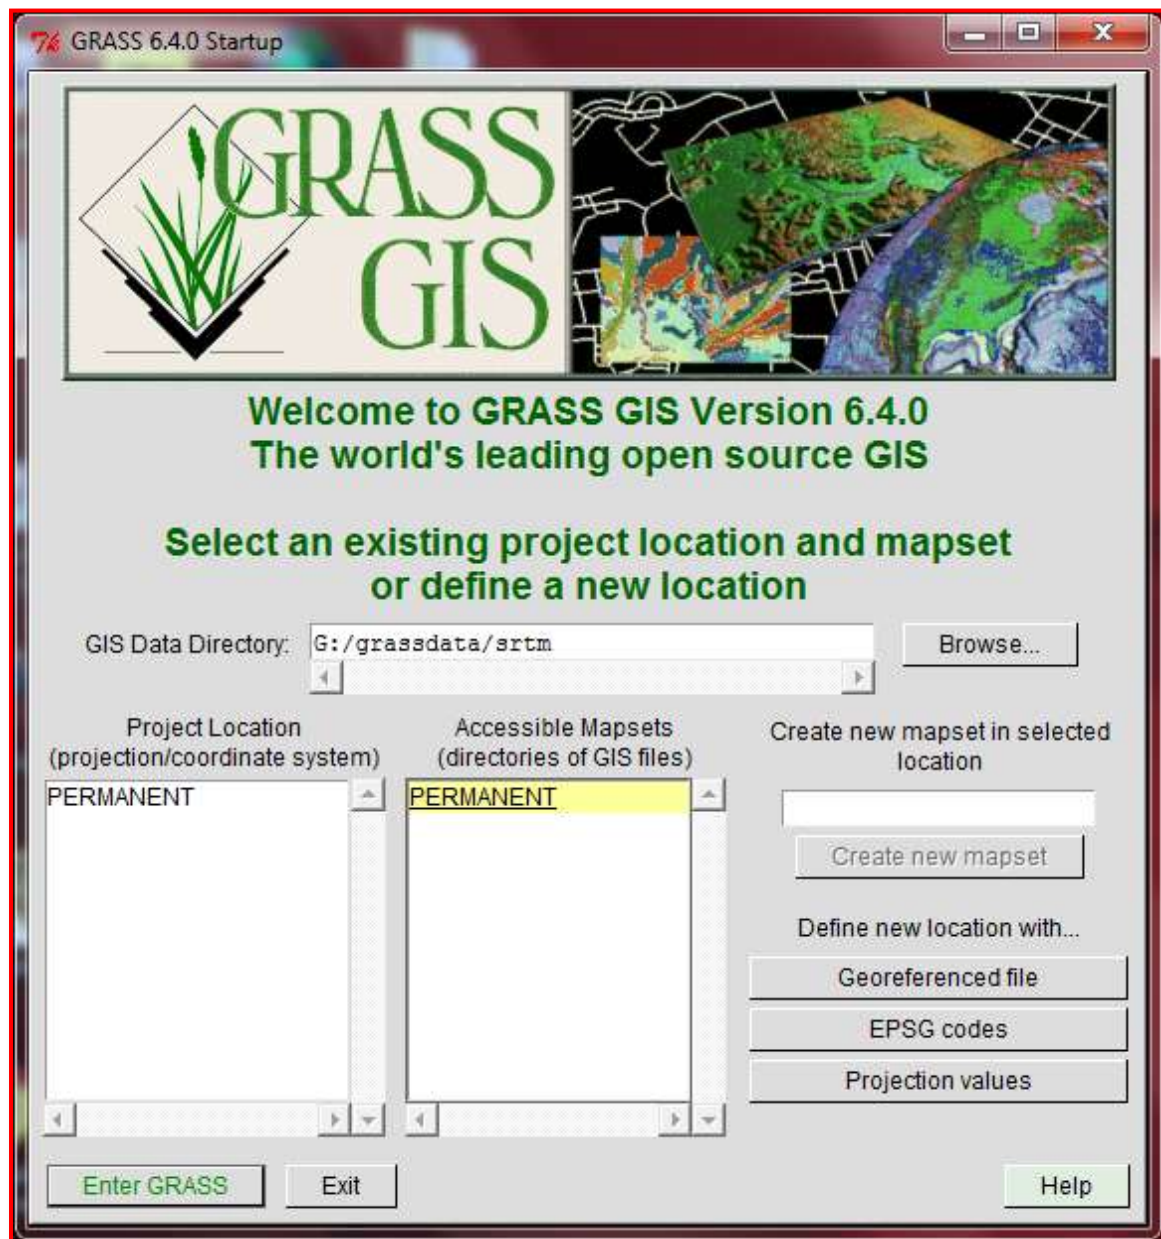 GRASS 6.4.0 Startup
GRASS
GIS
Welcome to GRASS GIS Version 6.4.0
The world's leading open source GIS
Select an existing project location and mapset
or define a new location
GIS Data Directory:
G:/grassdata/srtm
Browse...
Project Location
(projection/coordinate system)
PERMANENT
Accessible Mapsets
(directories of GIS files)
PERMANENT
Create new mapset in selected
location
Create new mapset
Define new location with...
Georeferenced file
EPSG codes
Projection values
Enter GRASS
Exit
Help